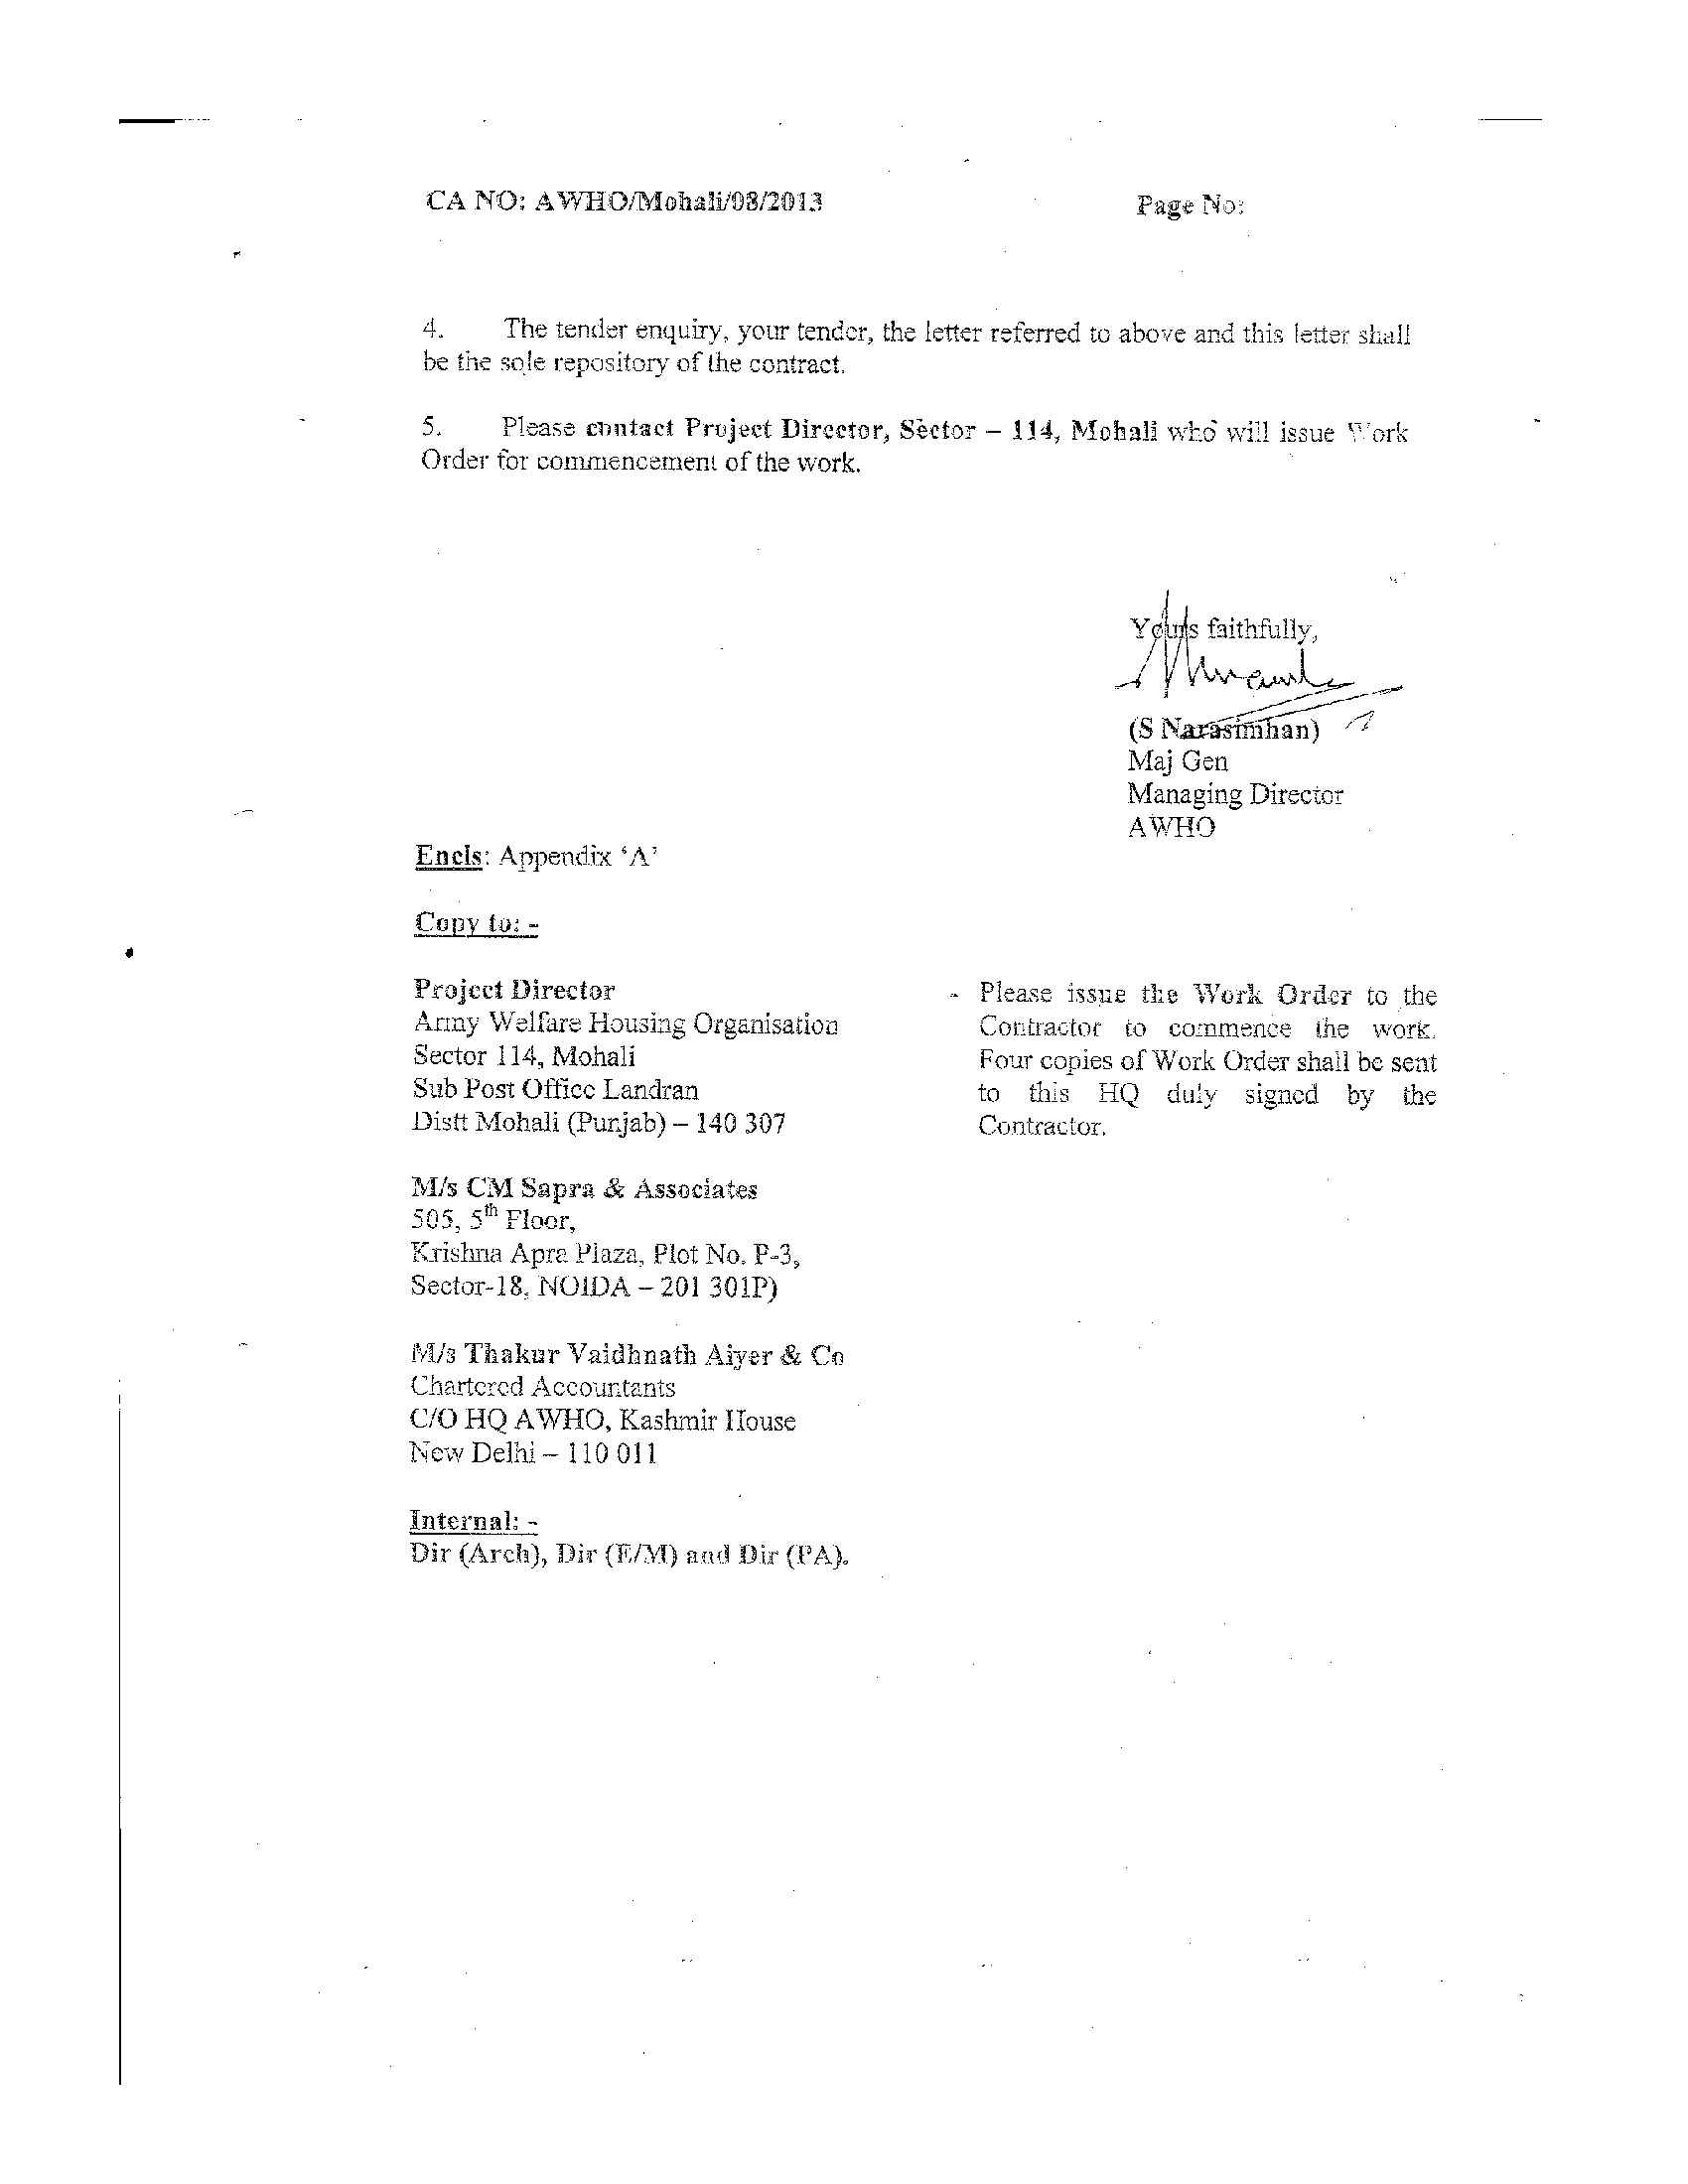 CA NO: AWHO/Mohali/08/2013 Page No:
4. The tender enquiry, your tender, the letter referred to above and this letter shall
be the sole repository of the contract.
5. Please contact Project Director, Sector – 114, Mohali who will issue Work
Order for commencement of the work.
Yours faithfully,
(S Narasimhan)
Maj Gen
Managing Director
AWHO
Encls: Appendix ‘A’
Copy to: -
Project Director
Army Welfare Housing Organisation
Sector 114, Mohali
Sub Post Office Landran
Distt Mohali (Punjab) – 140 307
- Please issue the Work Order to the
Contractor to commence the work.
Four copies of Work Order shall be sent
to this HQ duly signed by the
Contractor.
M/s CM Sapra & Associates
505, 5th Floor,
Krishna Apra Plaza, Plot No. P-3,
Sector-18, NOIDA – 201 301P)
M/s Thakur Vaidhnath Aiyer & Co
Chartered Accountants
C/O HQ AWHO, Kashmir House
New Delhi – 110 011
Internal: -
Dir (Arch), Dir (E/M) and Dir (PA).